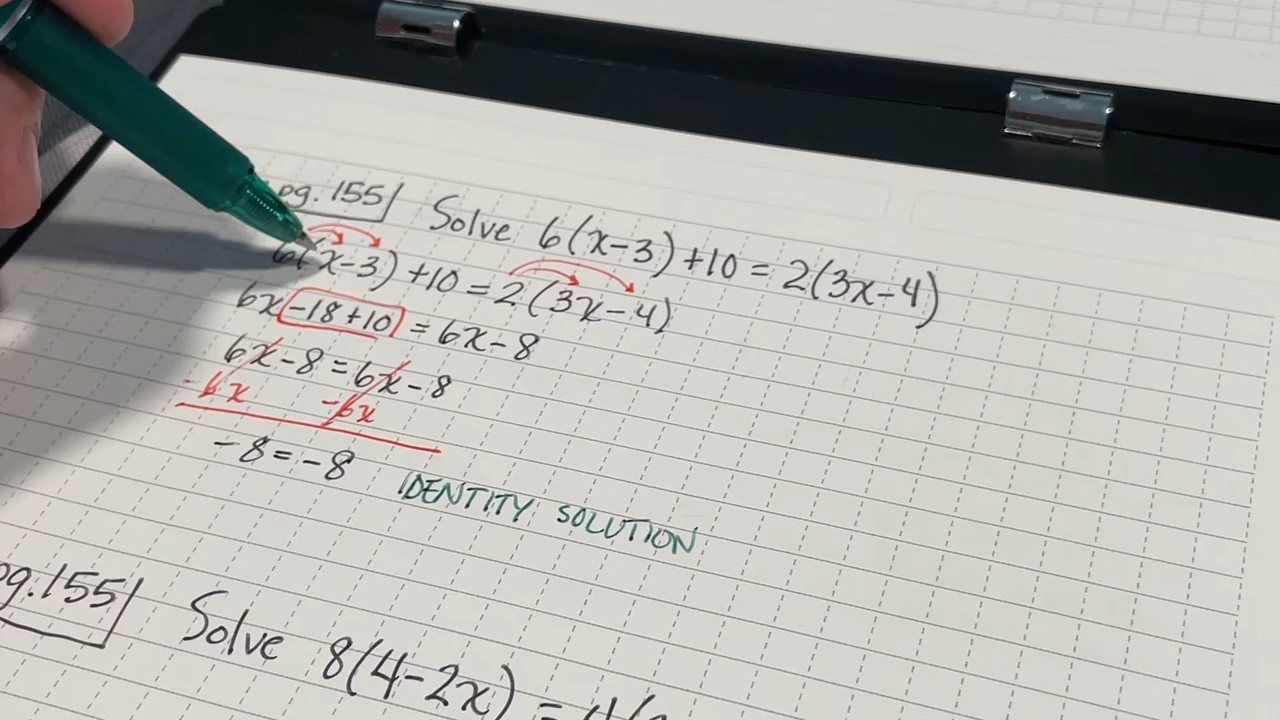 pg. 155 Solve 6(x-3)+10 = 2(3x-4)
6(x-3)+10 = 2(3x-4)
6x -18+10 = 6x-8
6x-8 = 6x-8
-6x -6x
-8 = -8
IDENTITY SOLUTION
pg. 155 Solve 8(4-2x) =